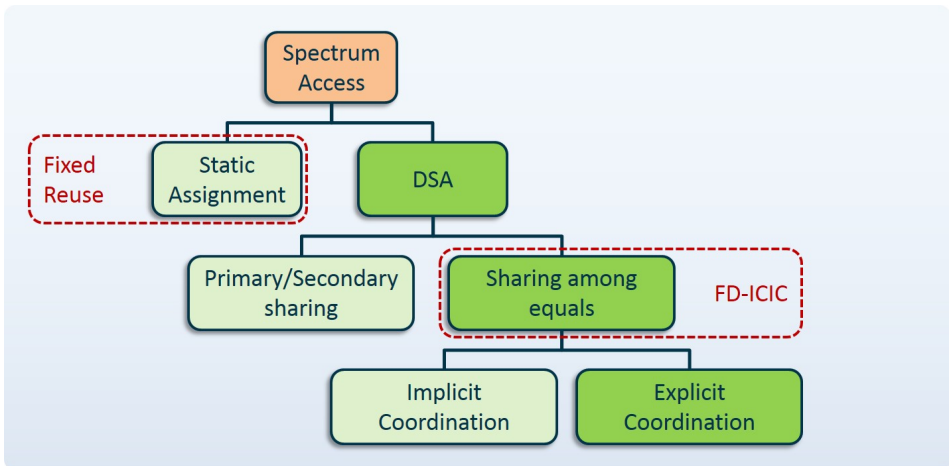 Spectrum
Access
Fixed
Reuse
Static
Assignment
DSA
Primary/Secondary
sharing
Sharing among
equals
FD-ICIC
Implicit
Coordination
Explicit
Coordination